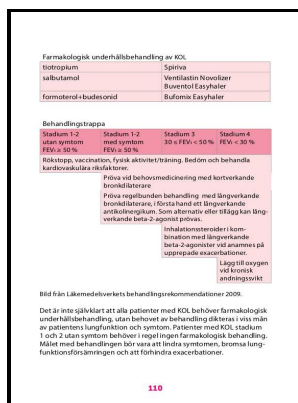 Farmakologisk underhållsbehandling av KOL
tiotropium Spiriva
salbutamol Ventilastin Novolizer
Buventol Easyhaler
formoterol+budesonid Bufomix Easyhaler
Behandlingstrappa
Stadium 1-2 Stadium 1-2 Stadium 3 Stadium 4
utan symtom med symtom 30 ≤ FEV₁ < 50 % FEV₁ < 30 %
FEV₁ ≥ 50 % FEV₁ ≥ 50 %
Rökstopp, vaccination, fysisk aktivitet/träning. Bedöm och behandla
kardiovaskulära riskfaktorer.
Pröva vid behovsmedicinering med kortverkande
bronkdilaterare
Pröva regelbunden behandling med långverkande
bronkdilaterare, i första hand ett långverkande
antikolinergikum. Som alternativ eller tillägg kan lång-
verkande beta-2-agonist prövas.
Inhalationssteroider i kom-
bination med långverkande
beta-2-agonister vid anamnes på
upprepade exacerbationer.
Lägg till oxygen
vid kronisk
andningssvikt
Bild från Läkemedelsverkets behandlingsrekommendationer 2009.
Det är inte självklart att alla patienter med KOL behöver farmakologisk
underhållsbehandling, utan behovet av behandling dikteras i viss mån
av patientens lungfunktion och symtom. Patienter med KOL stadium
1 och 2 utan symtom behöver i regel ingen farmakologisk behandling.
Målet med behandlingen bör vara att lindra symtomen, bromsa lung-
funktionsförsämringen och att förhindra exacerbationer.
110